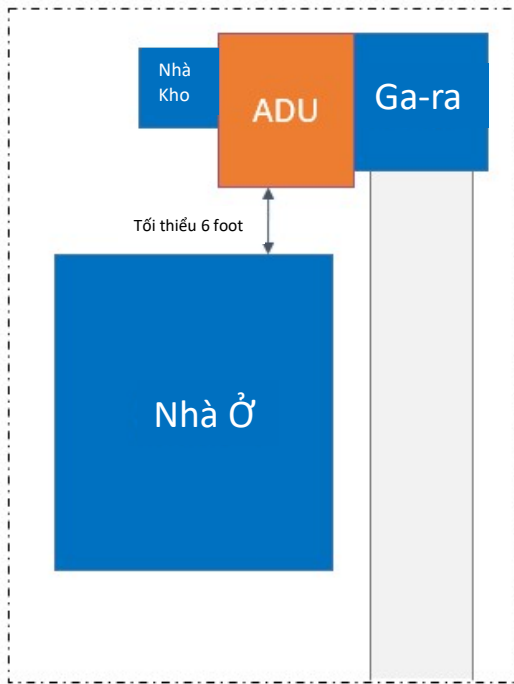 Nhà
Kho
ADU
Ga-ra
Tối thiểu 6 foot
Nhà Ở